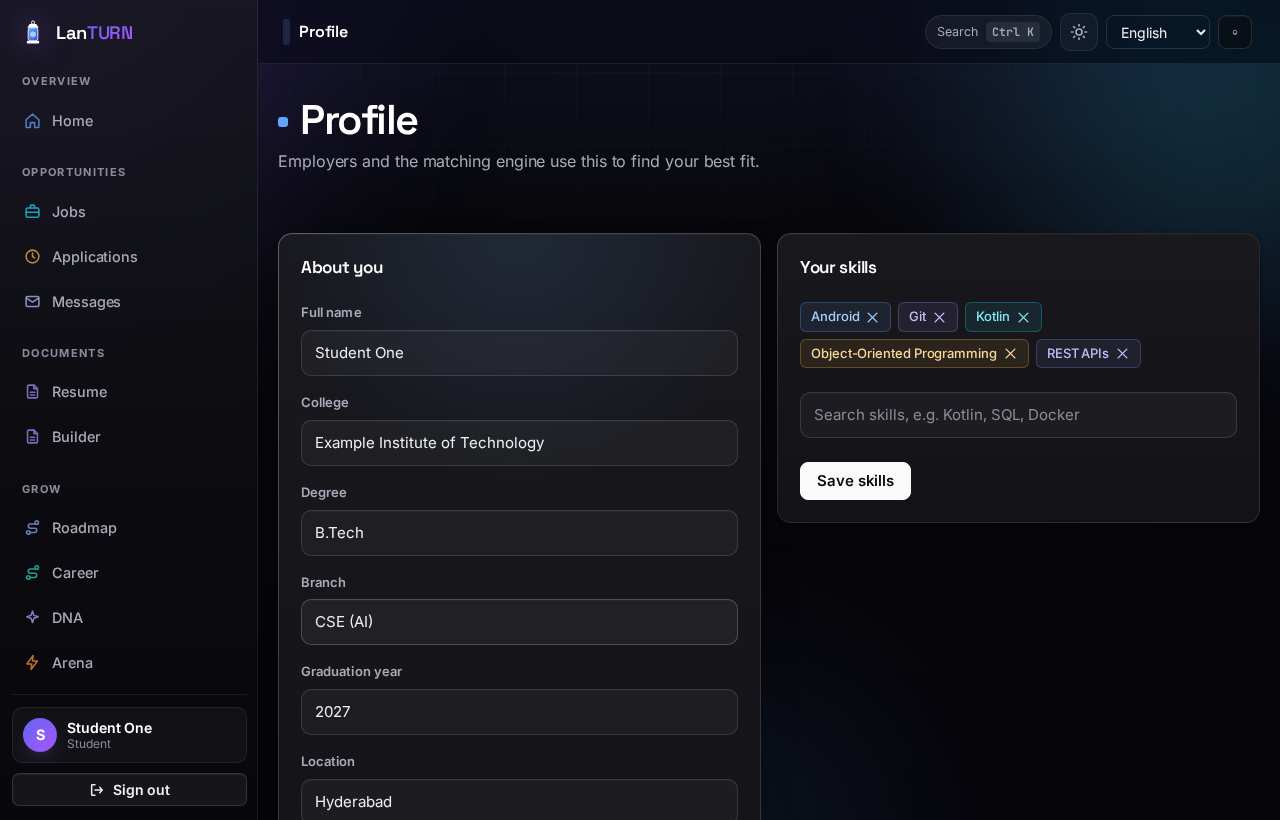 LanTURN
OVERVIEW
Home
OPPORTUNITIES
Jobs
Applications
Messages
DOCUMENTS
Resume
Builder
GROW
Roadmap
Career
DNA
Arena
S
Student One
Student
Sign out
Profile
Search Ctrl K
English
Profile
Employers and the matching engine use this to find your best fit.
About you
Full name
Student One
College
Example Institute of Technology
Degree
B.Tech
Branch
CSE (AI)
Graduation year
2027
Location
Hyderabad
Your skills
Android Git Kotlin
Object-Oriented Programming REST APIs
Search skills, e.g. Kotlin, SQL, Docker
Save skills